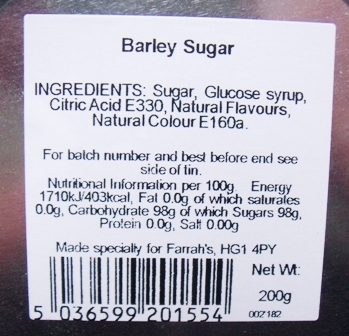 Barley Sugar
INGREDIENTS: Sugar, Glucose syrup,
Citric Acid E330, Natural Flavours,
Natural Colour E160a.
For batch number and best before end see
side of tin.
Nutritional Information per 100g Energy
1710kJ/403kcal, Fat 0.0g of which saturates
0.0g, Carbohydrate 98g of which Sugars 98g,
Protein 0.0g, Salt 0.00g
Made specialty for Farrah's, HG1 4PY
Net Wt:
200g
5 036599 201554
002182